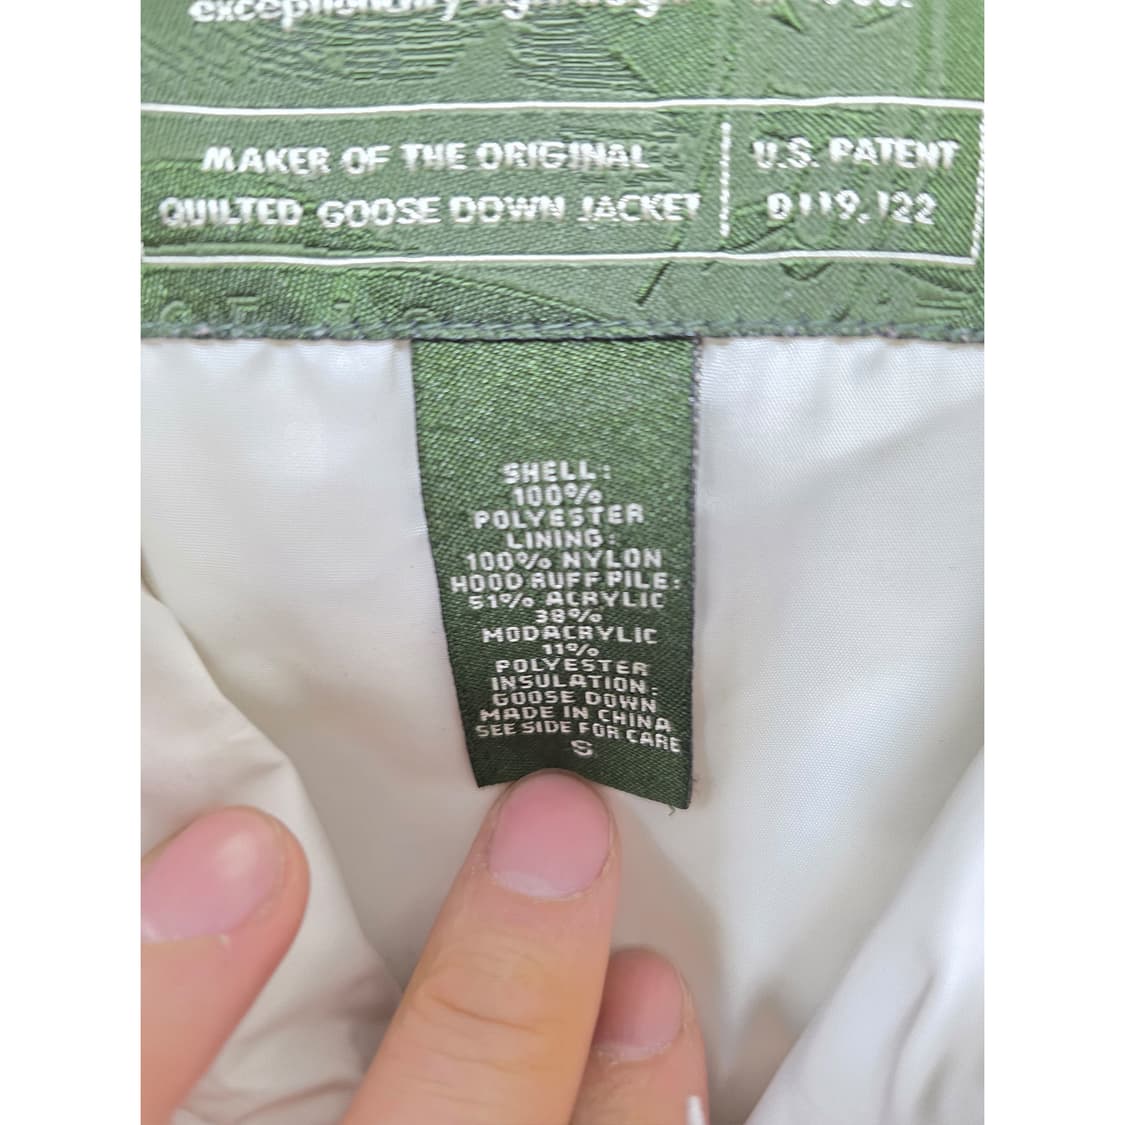 exceptionally
MAKER OF THE ORIGINAL
QUILTED GOOSE DOWN JACKET
U.S. PATENT
D119,122
SHELL:
100%
POLYESTER
LINING:
100% NYLON
HOOD RUFF PILE:
51% ACRYLIC
38%
MODACRYLIC
11%
POLYESTER
INSULATION:
GOOSE DOWN
MADE IN CHINA
SEE SIDE FOR CARE
S